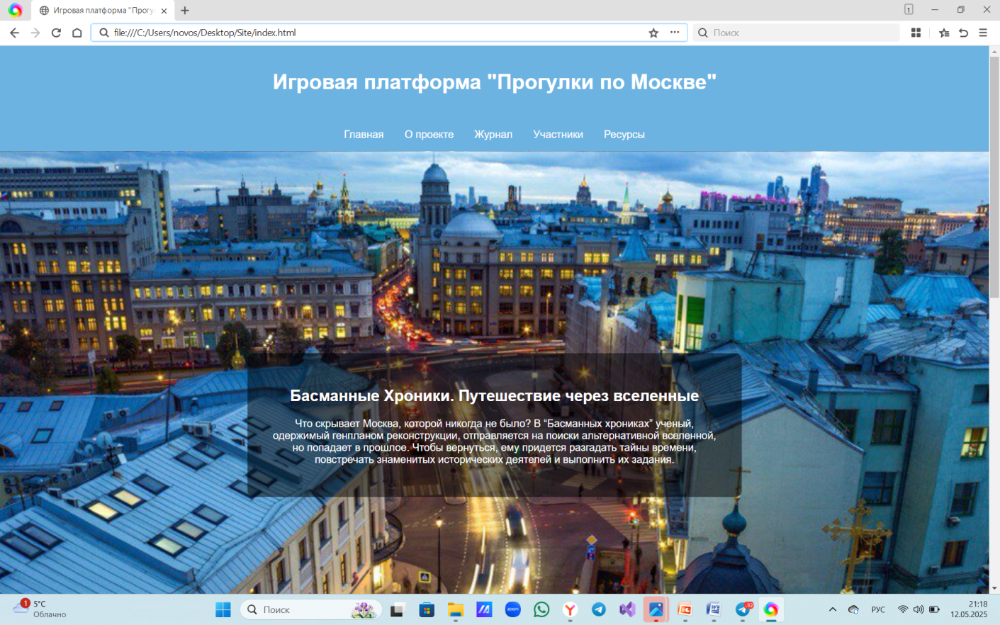 Игровая платформа "Прогу
1
file:///C:/Users/novos/Desktop/Site/index.html
Поиск
Игровая платформа "Прогулки по Москве"
Главная О проекте Журнал Участники Ресурсы
Басманные Хроники. Путешествие через вселенные
Что скрывает Москва, которой никогда не было? В “Басманных хрониках” ученый,
одержимый генпланом реконструкции, отправляется на поиски альтернативной вселенной,
но попадает в прошлое. Чтобы вернуться, ему придется разгадать тайны времени,
повстречать знаменитых исторических деятелей и выполнить их задания.
1
5°C
Облачно
Поиск
zoom
92
РУС
21:18
12.05.2025